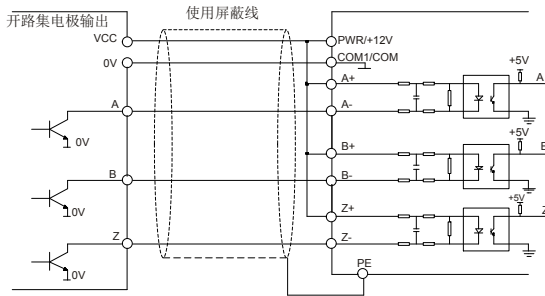 开路集电极输出
使用屏蔽线
VCC
PWR/+12V
0V
COM1/COM
+5V
A+
A
A
A-
0V
+5V
B+
B
B
B-
0V
+5V
Z+
Z
Z
Z-
0V
PE